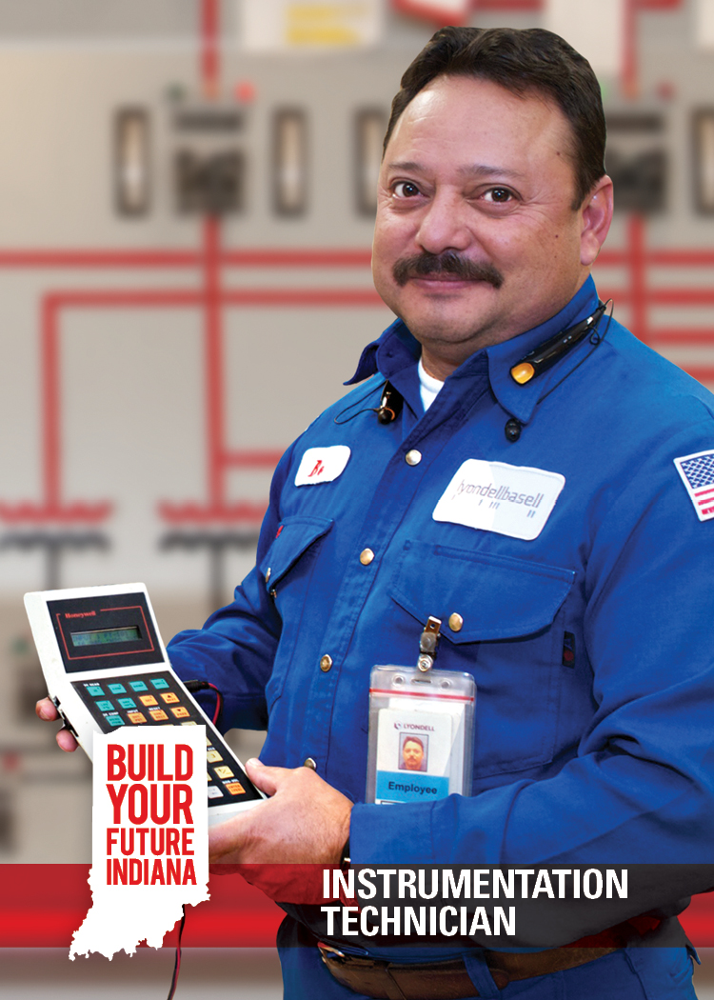 lyondellbasell
Honeywell
LYONDELL
Employee
BUILD
YOUR
FUTURE
INDIANA
INSTRUMENTATION
TECHNICIAN